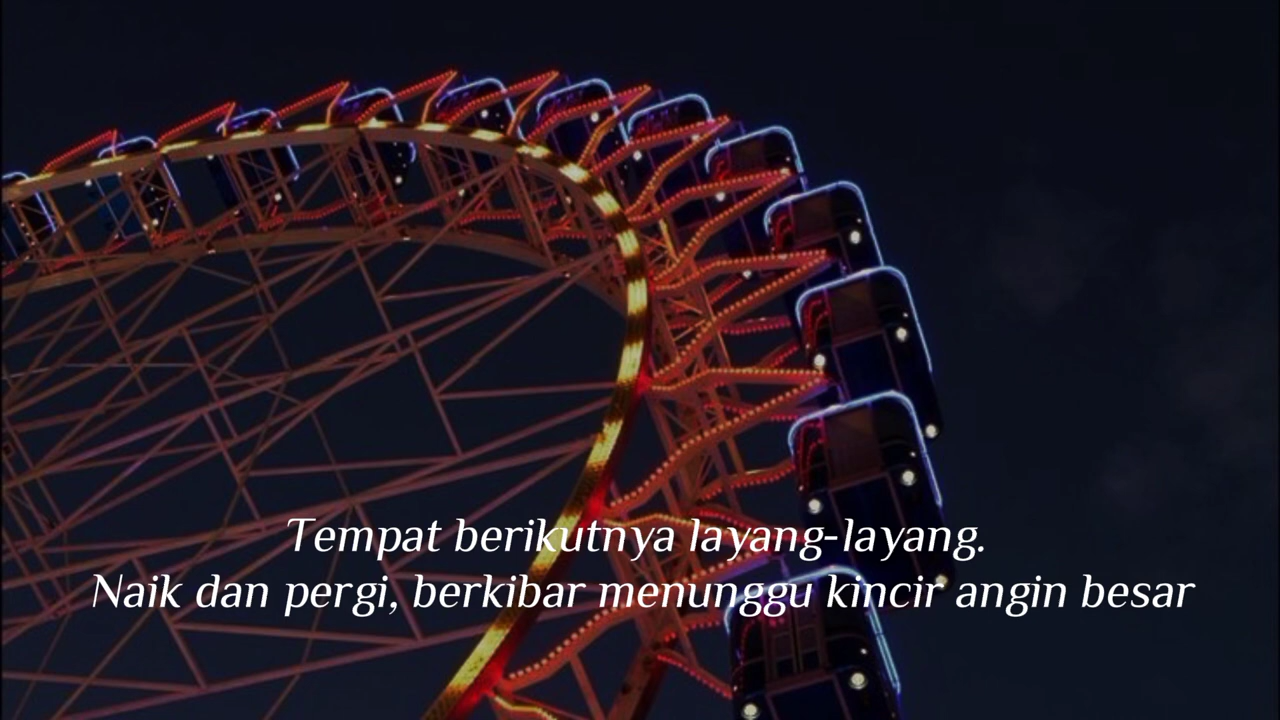 Tempat berikutnya layang-layang.
Naik dan pergi, berkibar menunggu kincir angin besar